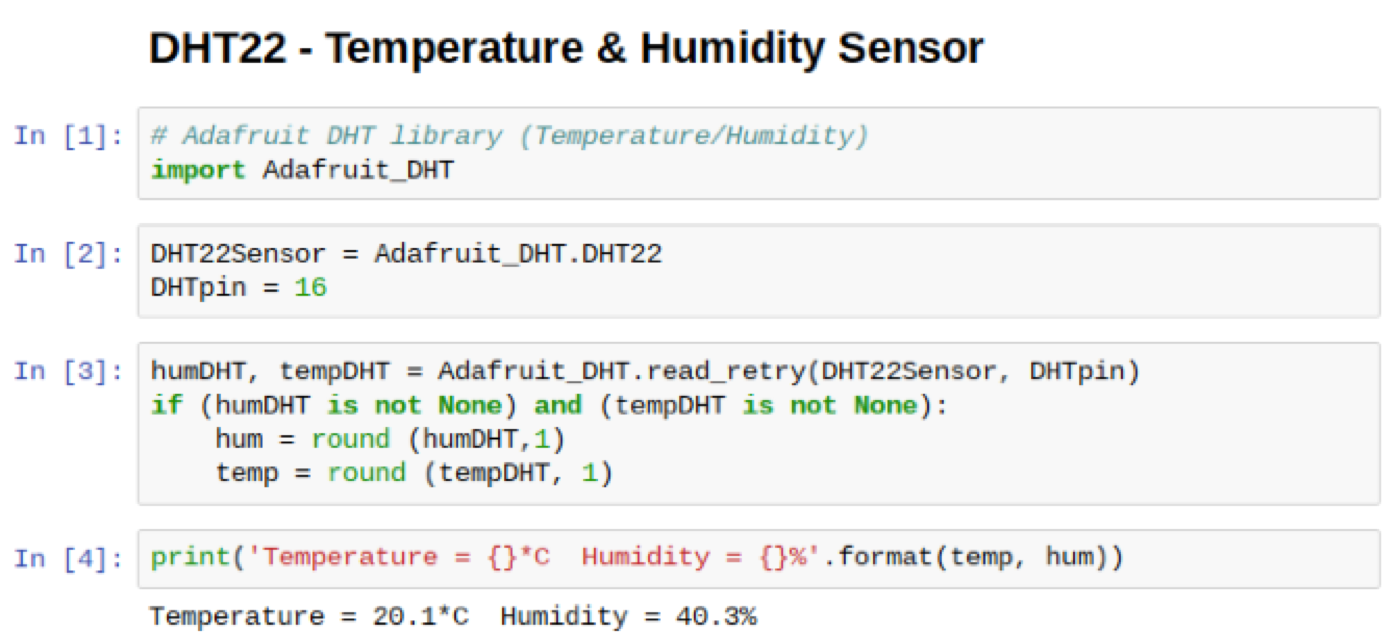 DHT22 - Temperature & Humidity Sensor
In [1]: # Adafruit DHT library (Temperature/Humidity)
import Adafruit_DHT
In [2]: DHT22Sensor = Adafruit_DHT.DHT22
DHTpin = 16
In [3]: humDHT, tempDHT = Adafruit_DHT.read_retry(DHT22Sensor, DHTpin)
if (humDHT is not None) and (tempDHT is not None):
    hum = round (humDHT,1)
    temp = round (tempDHT, 1)
In [4]: print('Temperature = {}*C  Humidity = {}%'.format(temp, hum))
Temperature = 20.1*C  Humidity = 40.3%